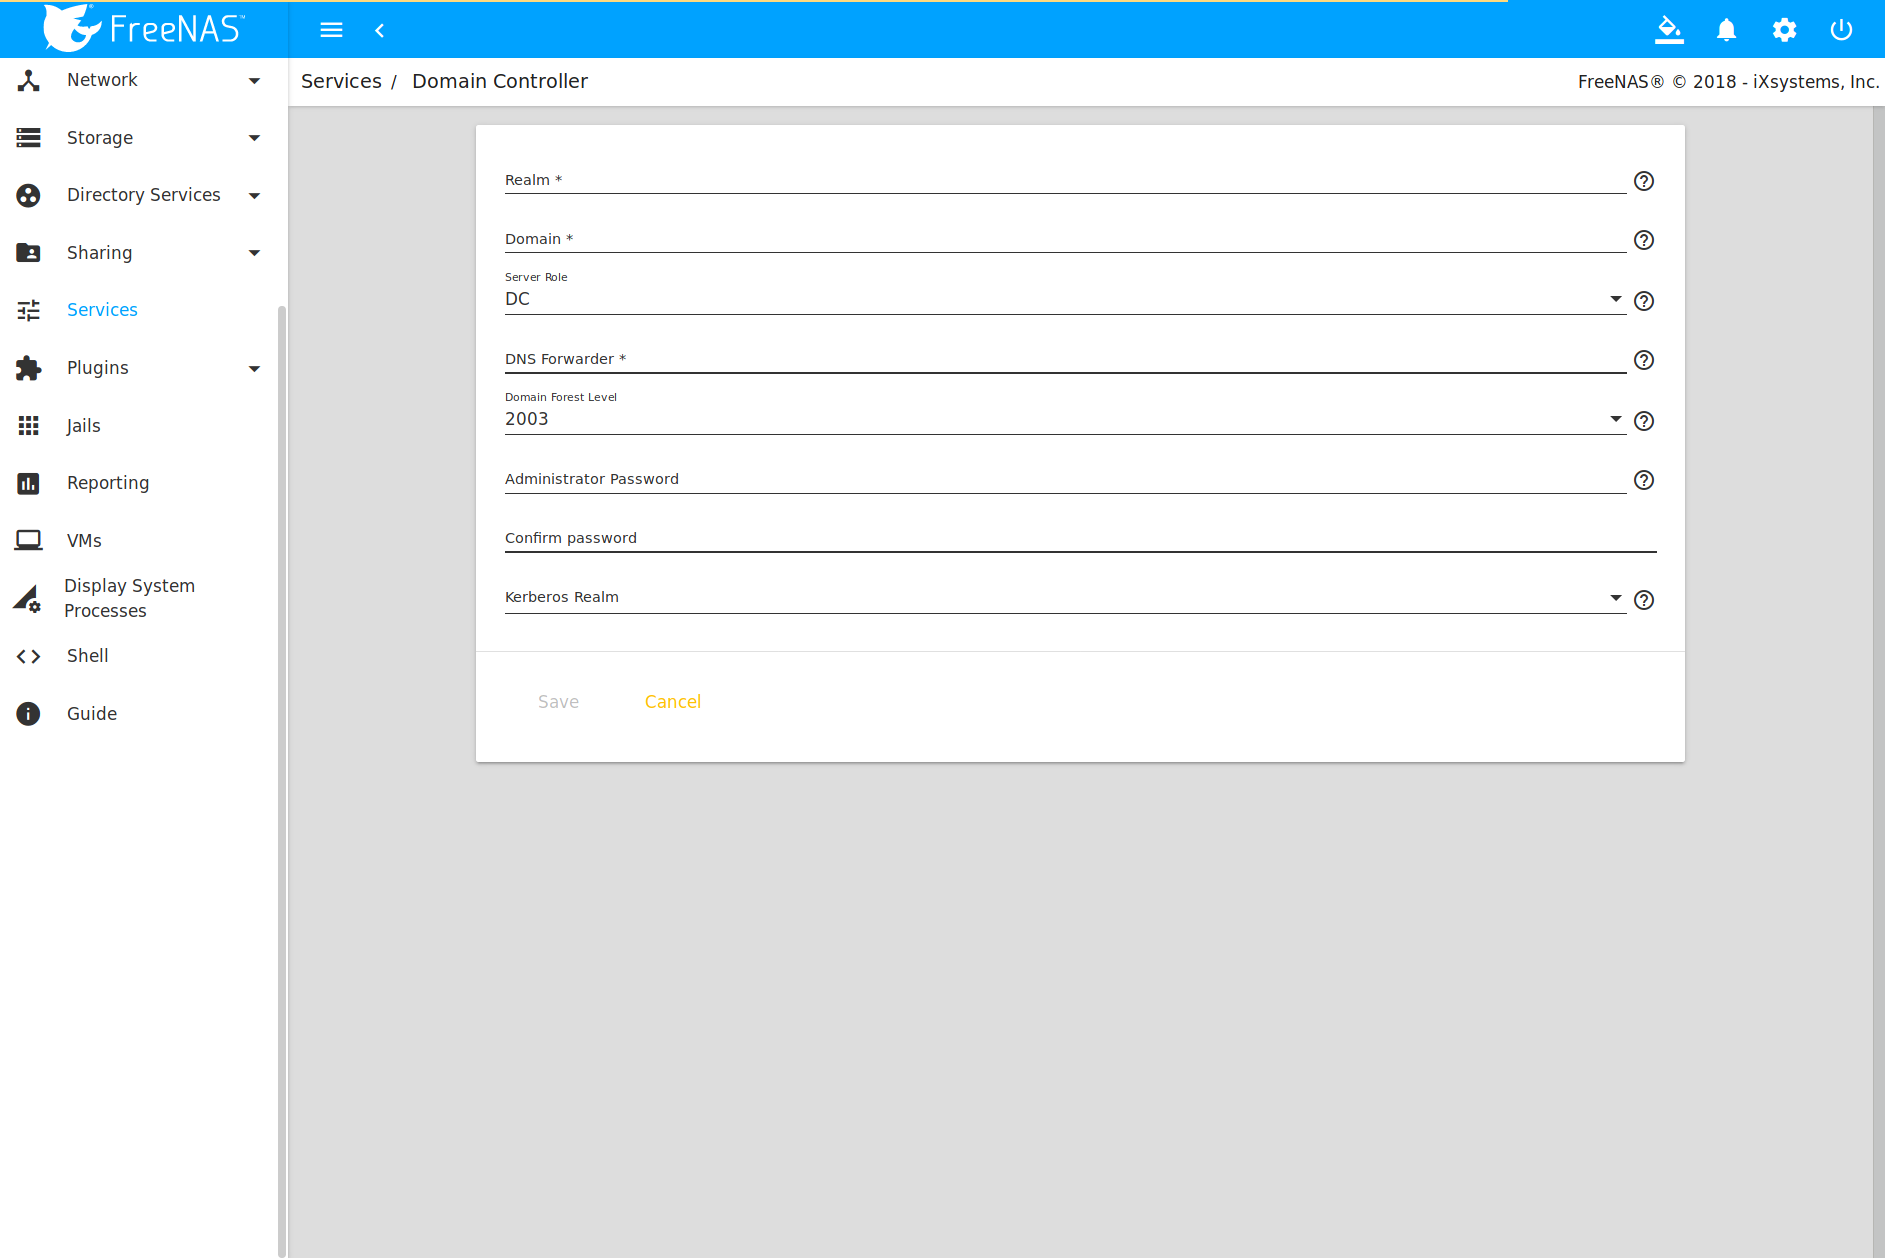 FreeNAS™
Network
Storage
Directory Services
Sharing
Services
Plugins
Jails
Reporting
VMs
Display System
Processes
Shell
Guide
Services / Domain Controller
FreeNAS® © 2018 - iXsystems, Inc.
Realm *
Domain *
Server Role
DC
DNS Forwarder *
Domain Forest Level
2003
Administrator Password
Confirm password
Kerberos Realm
Save Cancel